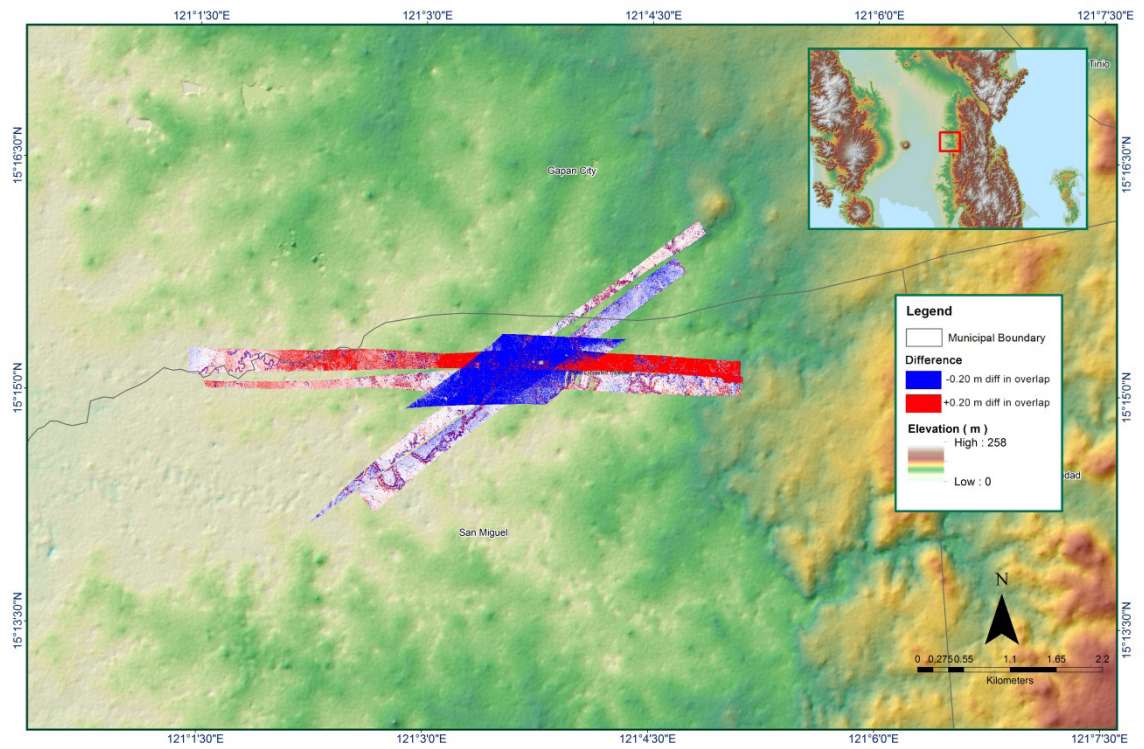 121°1'30"E
121°3'0"E
121°4'30"E
121°6'0"E
121°7'30"E
Tinio
15°16'30"N
15°16'30"N
Gapan City
Legend
Municipal Boundary
Difference
-0.20 m diff in overlap
+0.20 m diff in overlap
Elevation ( m )
High : 258
Low : 0
15°15'0"N
15°15'0"N
dad
San Miguel
N
15°13'30"N
15°13'30"N
0 0.275 0.55 1.1 1.65 2.2
Kilometers
121°1'30"E
121°3'0"E
121°4'30"E
121°6'0"E
121°7'30"E